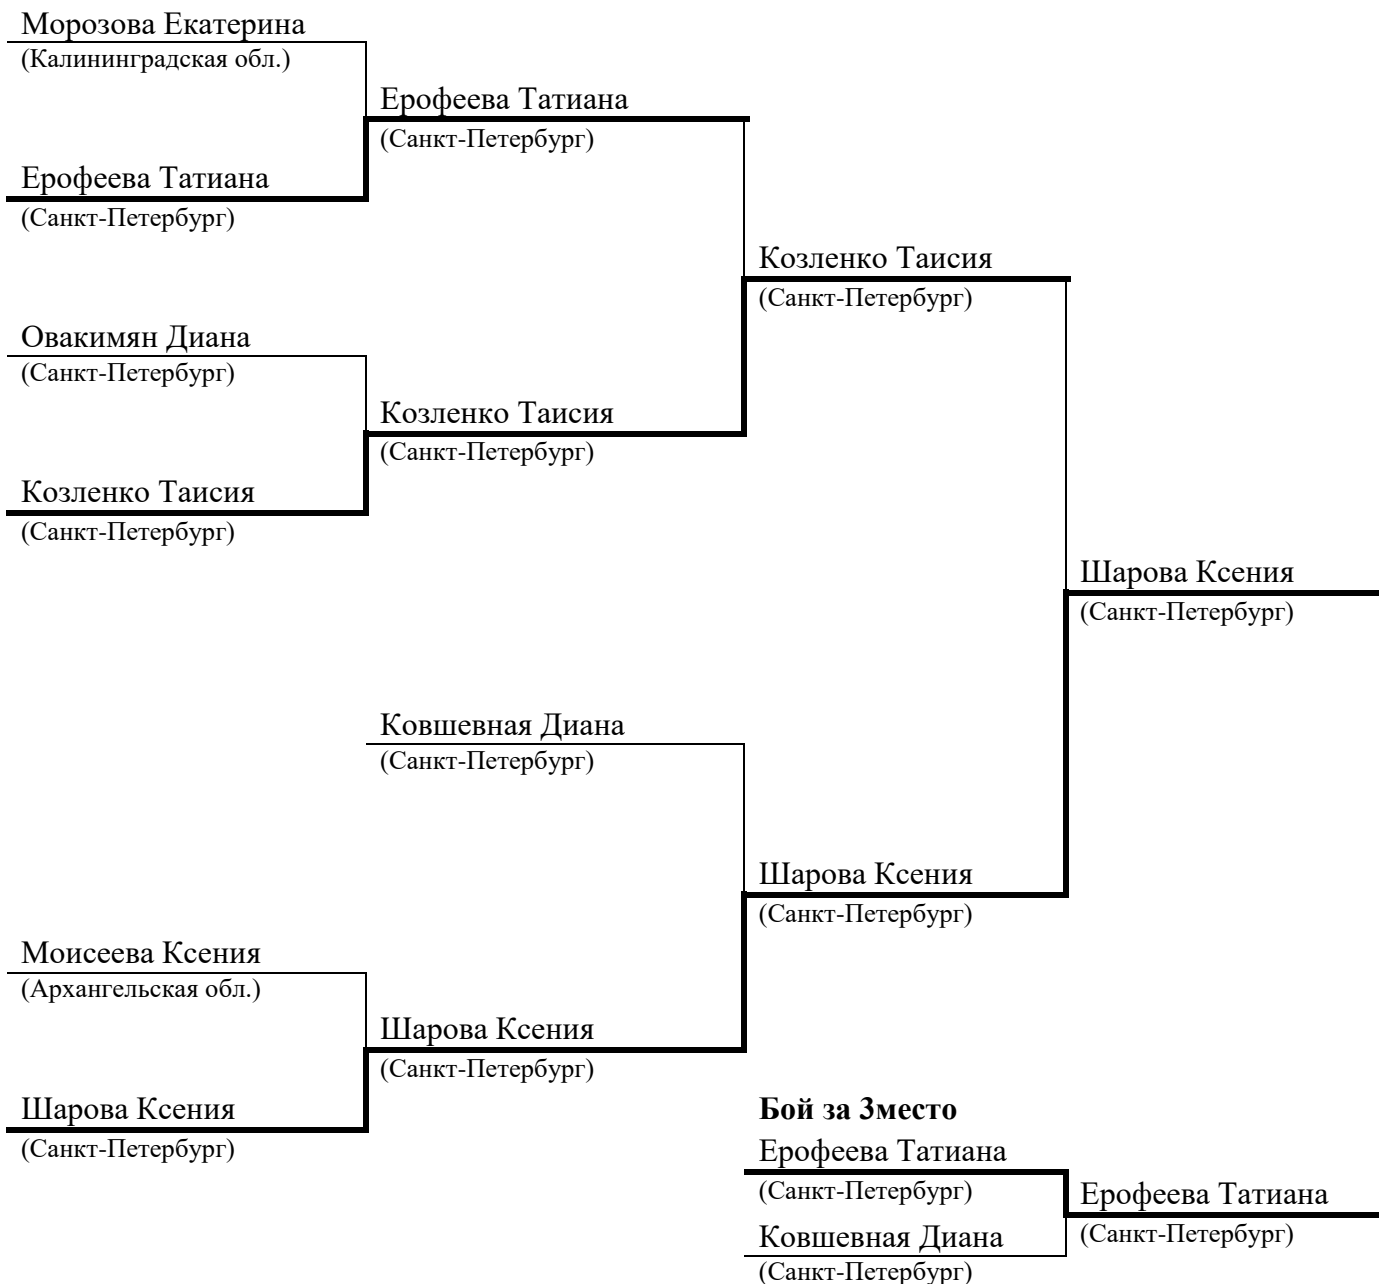 Морозова Екатерина
(Калининградская обл.)
Ерофеева Татиана
(Санкт-Петербург)
Ерофеева Татиана
(Санкт-Петербург)
Козленко Таисия
(Санкт-Петербург)
Овакимян Диана
(Санкт-Петербург)
Козленко Таисия
(Санкт-Петербург)
Козленко Таисия
(Санкт-Петербург)
Шарова Ксения
(Санкт-Петербург)
Ковшевная Диана
(Санкт-Петербург)
Шарова Ксения
(Санкт-Петербург)
Моисеева Ксения
(Архангельская обл.)
Шарова Ксения
(Санкт-Петербург)
Шарова Ксения
(Санкт-Петербург)
Бой за 3место
Ерофеева Татиана
(Санкт-Петербург)
Ерофеева Татиана
(Санкт-Петербург)
Ковшевная Диана
(Санкт-Петербург)